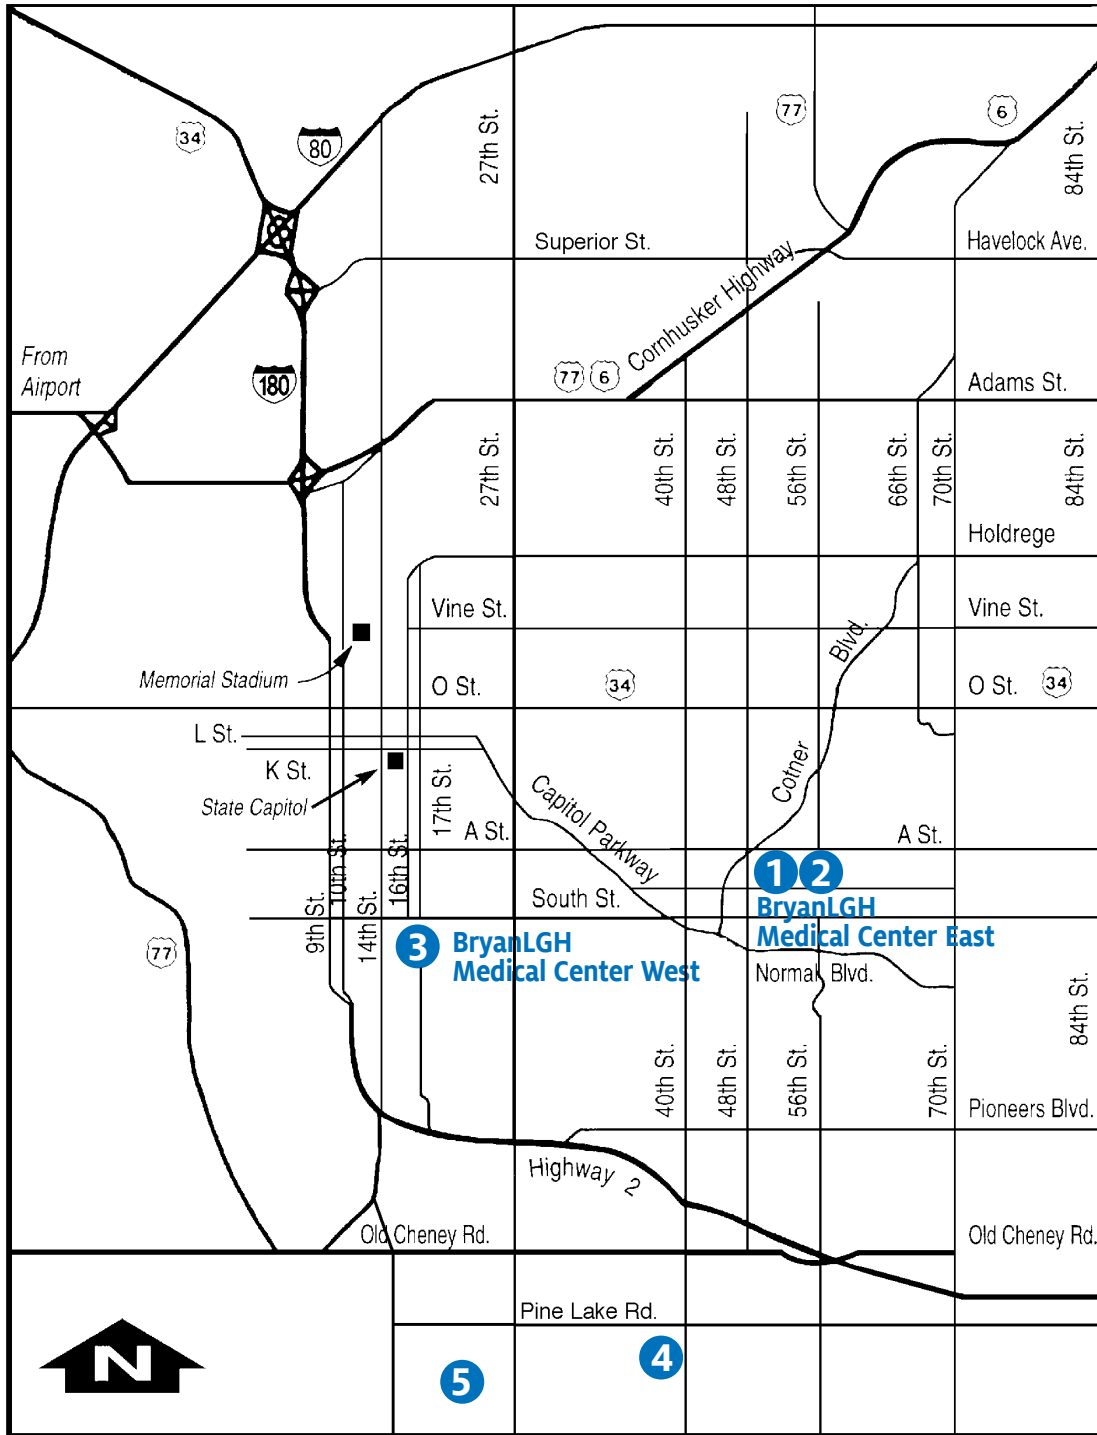 34
80
27th St.
77
6
84th St.
Superior St.
Havelock Ave.
Cornhusker Highway
From
Airport
180
77
6
Adams St.
27th St.
40th St.
48th St.
56th St.
66th St.
70th St.
84th St.
Holdrege
Vine St.
Vine St.
Blvd.
Memorial Stadium
O St.
34
O St.
34
L St.
K St.
State Capitol
17th St.
Capitol Parkway
Cotner
A St.
A St.
10th St.
16th St.
9th St.
14th St.
South St.
1
2
BryanLGH
Medical Center East
3
BryanLGH
Medical Center West
77
Normal Blvd.
84th St.
40th St.
48th St.
56th St.
70th St.
Pioneers Blvd.
Highway 2
Old Cheney Rd.
Old Cheney Rd.
Pine Lake Rd.
N
4
5